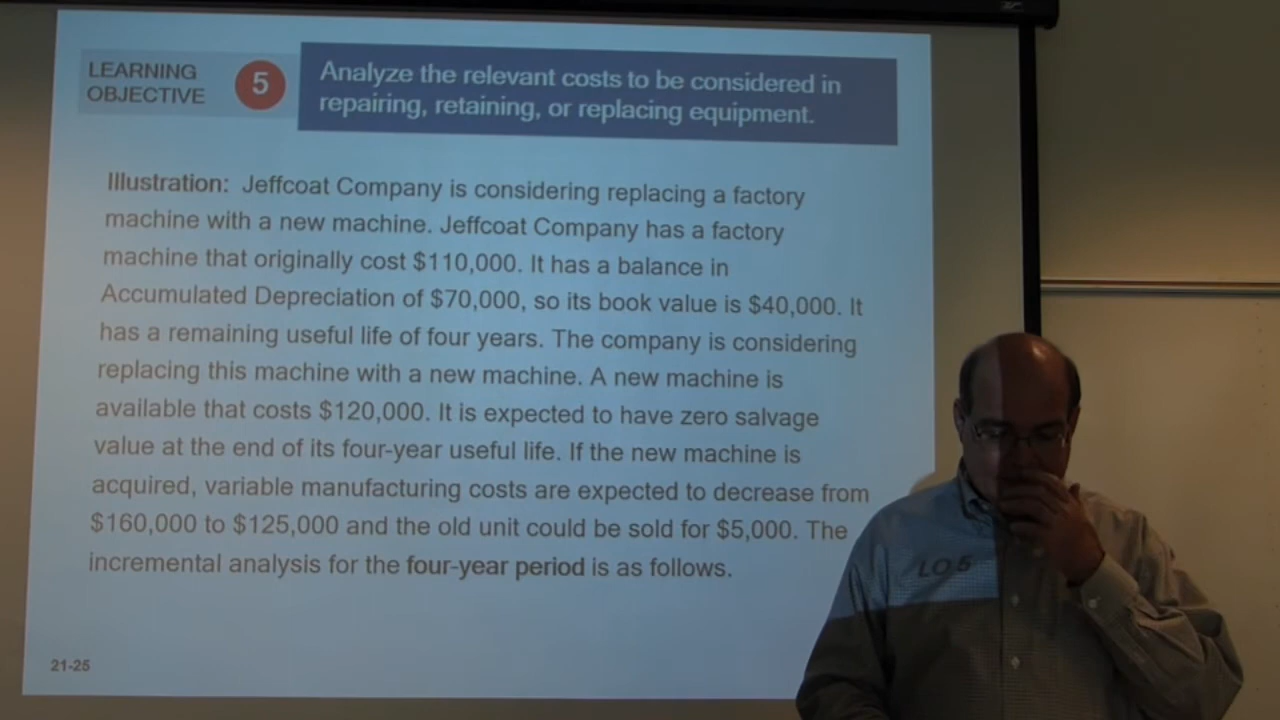 LEARNING
OBJECTIVE
5
Analyze the relevant costs to be considered in
repairing, retaining, or replacing equipment.
Illustration: Jeffcoat Company is considering replacing a factory
machine with a new machine. Jeffcoat Company has a factory
machine that originally cost $110,000. It has a balance in
Accumulated Depreciation of $70,000, so its book value is $40,000. It
has a remaining useful life of four years. The company is considering
replacing this machine with a new machine. A new machine is
available that costs $120,000. It is expected to have zero salvage
value at the end of its four-year useful life. If the new machine is
acquired, variable manufacturing costs are expected to decrease from
$160,000 to $125,000 and the old unit could be sold for $5,000. The
incremental analysis for the four-year period is as follows.
LO 5
21-25